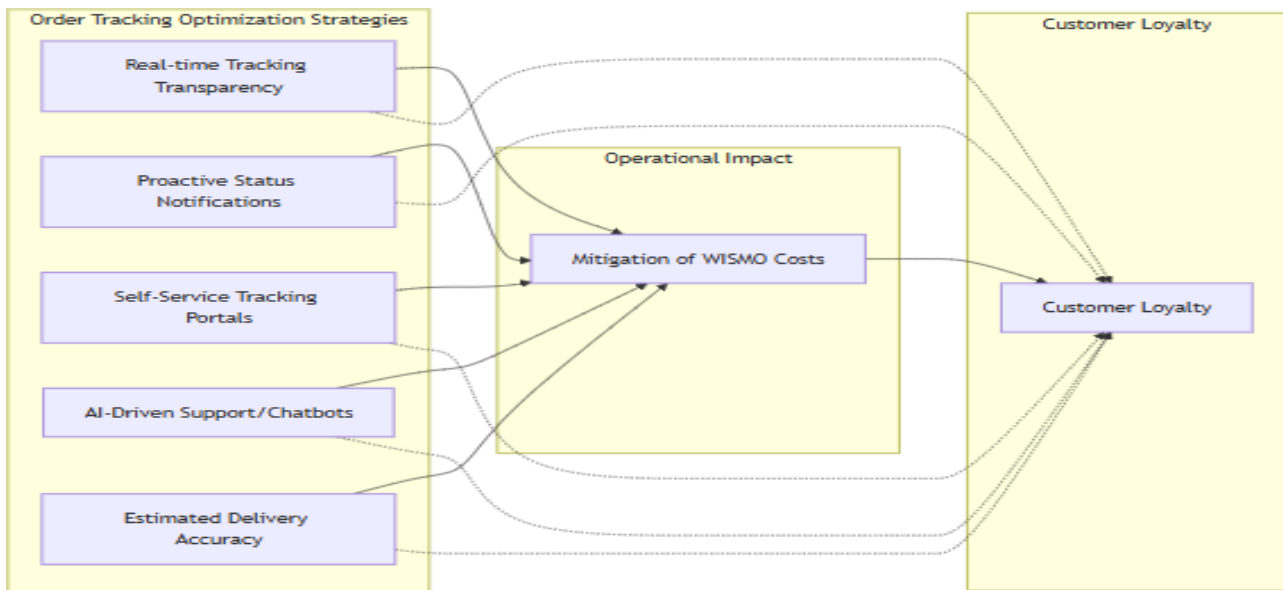 Order Tracking Optimization Strategies
Real-time Tracking
Transparency
Proactive Status
Notifications
Self-Service Tracking
Portals
AI-Driven Support/Chatbots
Estimated Delivery
Accuracy
Operational Impact
Mitigation of WISMO Costs
Customer Loyalty
Customer Loyalty